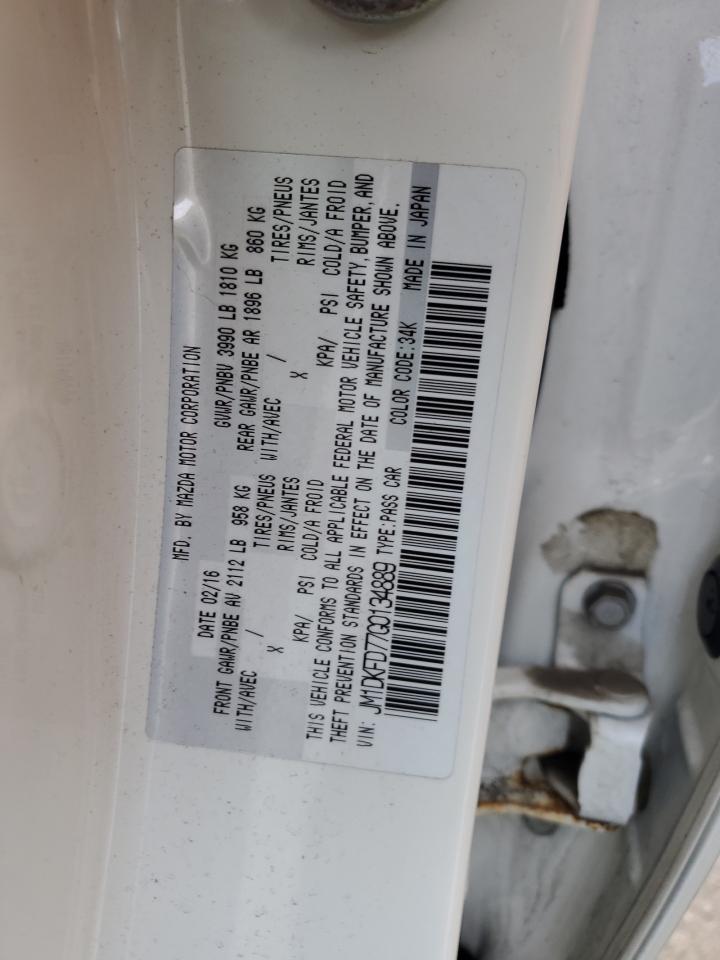 MFD. BY MAZDA MOTOR CORPORATION
DATE 02/16 GVWR/PNBV 3990 LB 1810 KG
FRONT GAWR/PNBE AV 2112 LB 958 KG REAR GAWR/PNBE AR 1896 LB 860 KG
WITH/AVEC / TIRES/PNEUS WITH/AVEC / TIRES/PNEUS
X RIMS/JANTES X RIMS/JANTES
KPA/ PSI COLD/A FROID KPA/ PSI COLD/A FROID
THIS VEHICLE CONFORMS TO ALL APPLICABLE FEDERAL MOTOR VEHICLE SAFETY, BUMPER, AND
THEFT PREVENTION STANDARDS IN EFFECT ON THE DATE OF MANUFACTURE SHOWN ABOVE.
VIN: JM1DKFD77G0134889 TYPE:PASS CAR COLOR CODE:34K MADE IN JAPAN